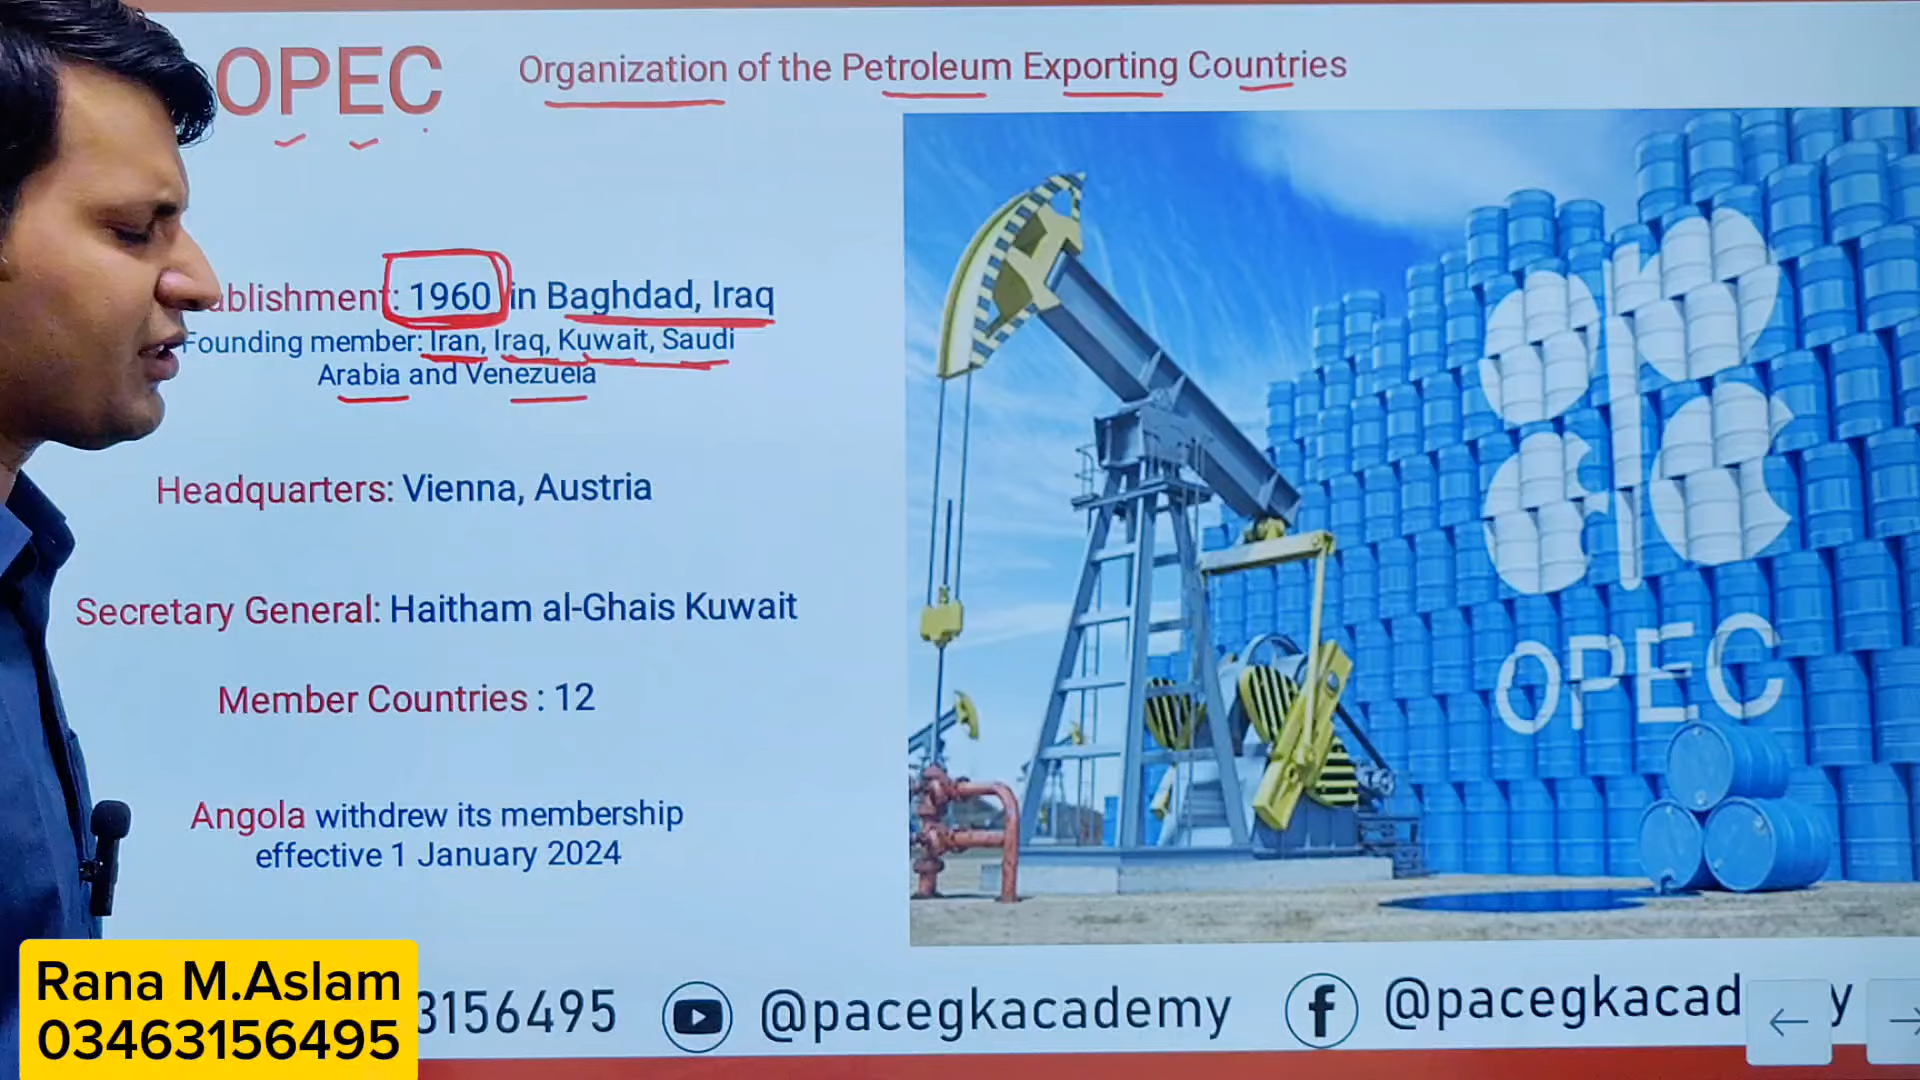 OPEC
Organization of the Petroleum Exporting Countries
ablishment: 1960 in Baghdad, Iraq
Founding member: Iran, Iraq, Kuwait, Saudi
Arabia and Venezuela
Headquarters: Vienna, Austria
Secretary General: Haitham al-Ghais Kuwait
Member Countries : 12
Angola withdrew its membership
effective 1 January 2024
OPEC
Rana M.Aslam
03463156495
3156495 @pacegkacademy @pacegkacad y